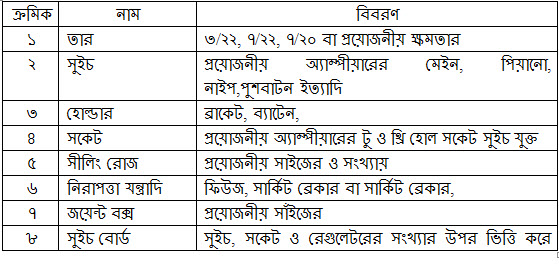 ক্রমিক নাম বিবরণ
১ তার ৩/২২, ৭/২২, ৭/২০ বা প্রয়োজনীয় ক্ষমতার
২ সুইচ প্রয়োজনীয় অ্যাম্পীয়ারের মেইন, পিয়ানো,
নাইপ,পুশবাটন ইত্যাদি
৩ হোল্ডার ব্রাকেট, ব্যাটেন,
৪ সকেট প্রয়োজনীয় অ্যাম্পীয়ারের টু ও থ্রি হোল সকেট সুইচ যুক্ত
৫ সীলিং রোজ প্রয়োজনীয় সাইজের ও সংখ্যায়
৬ নিরাপত্তা যন্ত্রাদি ফিউজ, সার্কিট ব্রেকার বা সার্কিট ব্রেকার,
৭ জয়েন্ট বক্স প্রয়োজনীয় সাঁইজের
৮ সুইচ বোর্ড সুইচ, সকেট ও রেগুলেটরের সংখ্যার উপর ভিত্তি করে